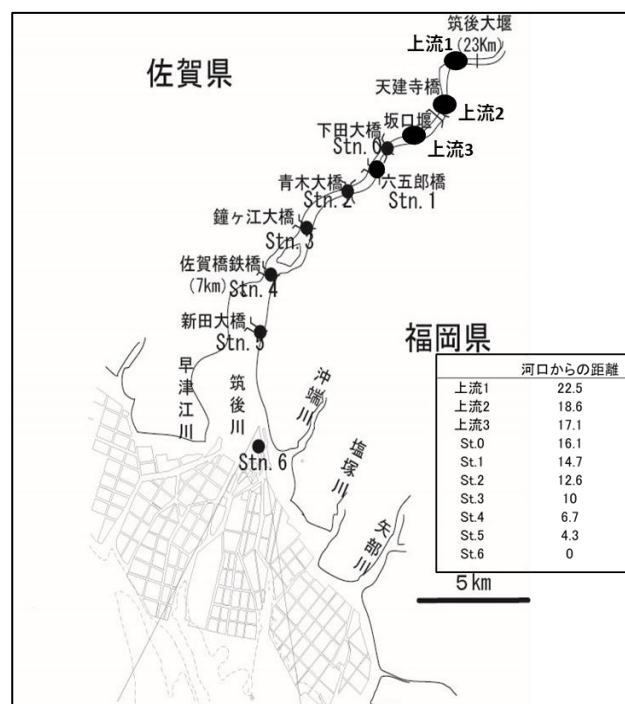 筑後大堰
上流1
(23Km)
佐賀県
天建寺橋
上流2
坂口堰
下田大橋
Stn. 0
上流3
六五郎橋
青木大橋
Stn. 2
Stn. 1
鐘ヶ江大橋
Stn. 3
佐賀橋鉄橋
(7km)
Stn. 4
新田大橋
Stn. 5
福岡県
早津江川
筑後川
沖端川
塩塚川
矢部川
Stn. 6
河口からの距離
上流1 22.5
上流2 18.6
上流3 17.1
St.0 16.1
St.1 14.7
St.2 12.6
St.3 10
St.4 6.7
St.5 4.3
St.6 0
5km